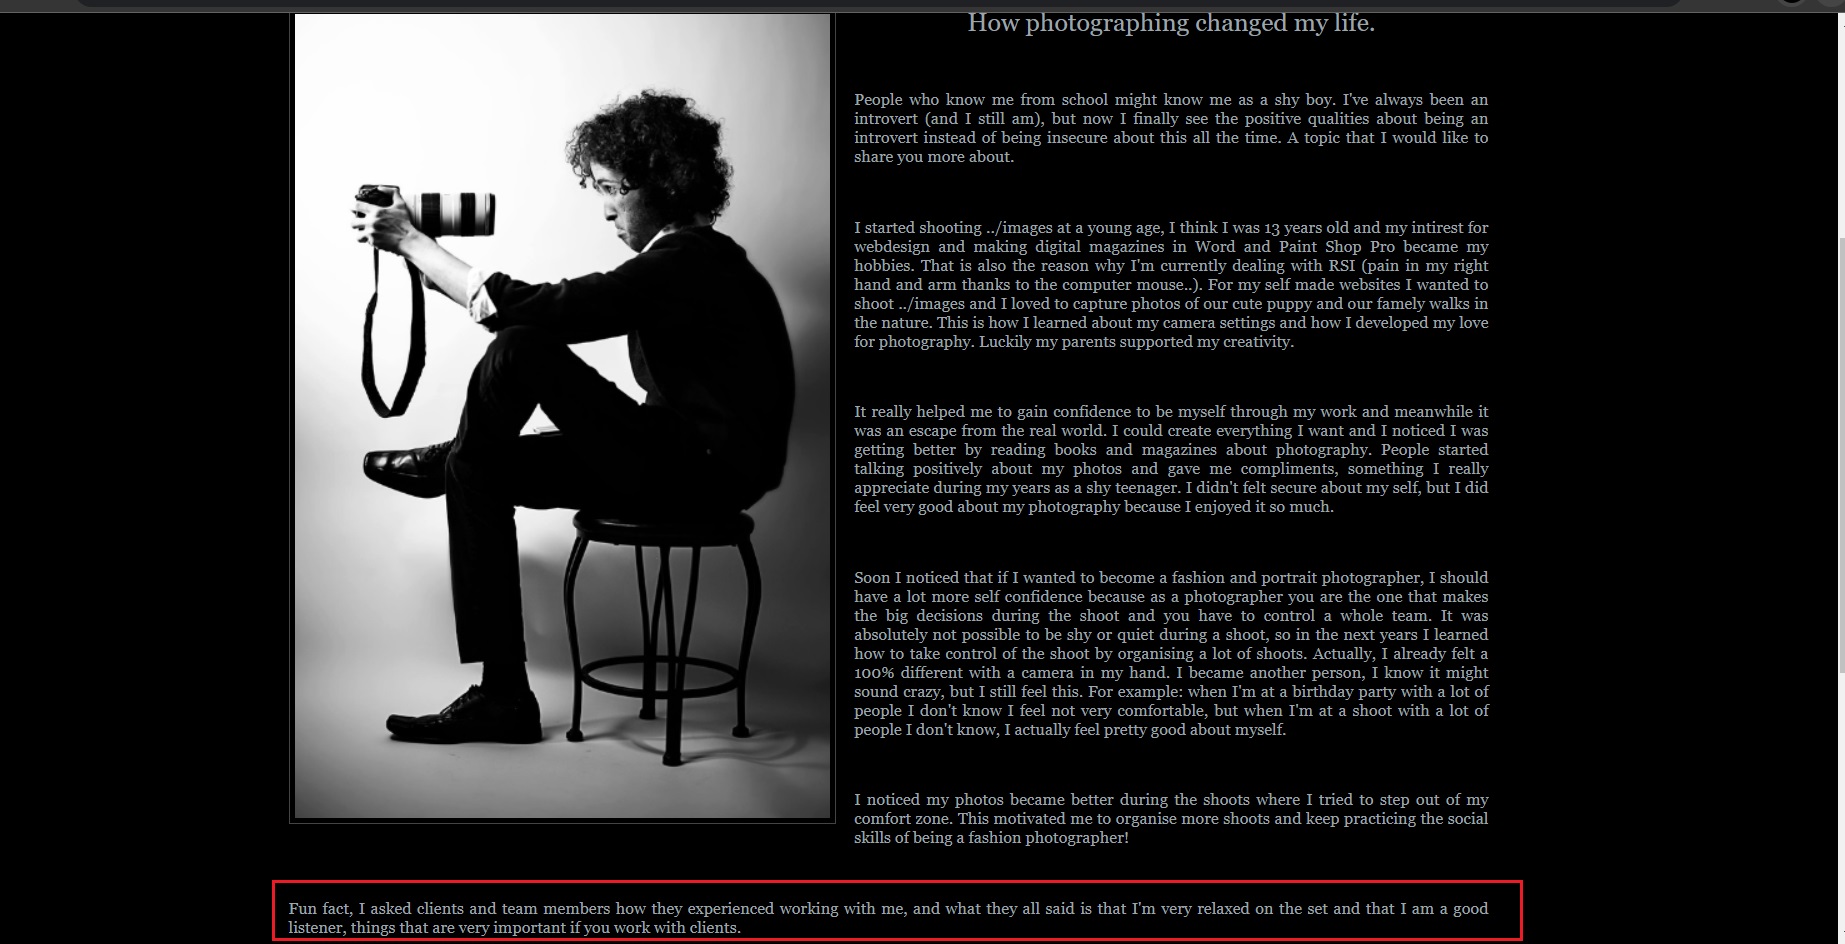 How photographing changed my life.
People who know me from school might know me as a shy boy. I've always been an
introvert (and I still am), but now I finally see the positive qualities about being an
introvert instead of being insecure about this all the time. A topic that I would like to
share you more about.
I started shooting ../images at a young age, I think I was 13 years old and my intirest for
webdesign and making digital magazines in Word and Paint Shop Pro became my
hobbies. That is also the reason why I'm currently dealing with RSI (pain in my right
hand and arm thanks to the computer mouse..). For my self made websites I wanted to
shoot ../images and I loved to capture photos of our cute puppy and our famely walks in
the nature. This is how I learned about my camera settings and how I developed my love
for photography. Luckily my parents supported my creativity.
It really helped me to gain confidence to be myself through my work and meanwhile it
was an escape from the real world. I could create everything I want and I noticed I was
getting better by reading books and magazines about photography. People started
talking positively about my photos and gave me compliments, something I really
appreciate during my years as a shy teenager. I didn't felt secure about my self, but I did
feel very good about my photography because I enjoyed it so much.
Soon I noticed that if I wanted to become a fashion and portrait photographer, I should
have a lot more self confidence because as a photographer you are the one that makes
the big decisions during the shoot and you have to control a whole team. It was
absolutely not possible to be shy or quiet during a shoot, so in the next years I learned
how to take control of the shoot by organising a lot of shoots. Actually, I already felt a
100% different with a camera in my hand. I became another person, I know it might
sound crazy, but I still feel this. For example: when I'm at a birthday party with a lot of
people I don't know I feel not very comfortable, but when I'm at a shoot with a lot of
people I don't know, I actually feel pretty good about myself.
I noticed my photos became better during the shoots where I tried to step out of my
comfort zone. This motivated me to organise more shoots and keep practicing the social
skills of being a fashion photographer!
Fun fact, I asked clients and team members how they experienced working with me, and what they all said is that I'm very relaxed on the set and that I am a good
listener, things that are very important if you work with clients.